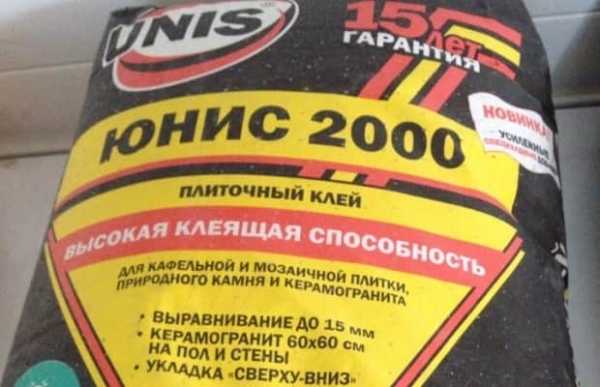 UNIS
15 лет
ГАРАНТИЯ
ЮНИС 2000
НОВИНКА
УСИЛЕННЫЕ
ПЛИТОЧНЫЙ КЛЕЙ
ВЫСОКАЯ КЛЕЯЩАЯ СПОСОБНОСТЬ
ДЛЯ КАФЕЛЬНОЙ И МОЗАИЧНОЙ ПЛИТКИ,
ПРИРОДНОГО КАМНЯ И КЕРАМОГРАНИТА
• ВЫРАВНИВАНИЕ ДО 15 мм
• КЕРАМОГРАНИТ 60х60 см
НА ПОЛ И СТЕНЫ
• УКЛАДКА «СВЕРХУ-ВНИЗ»